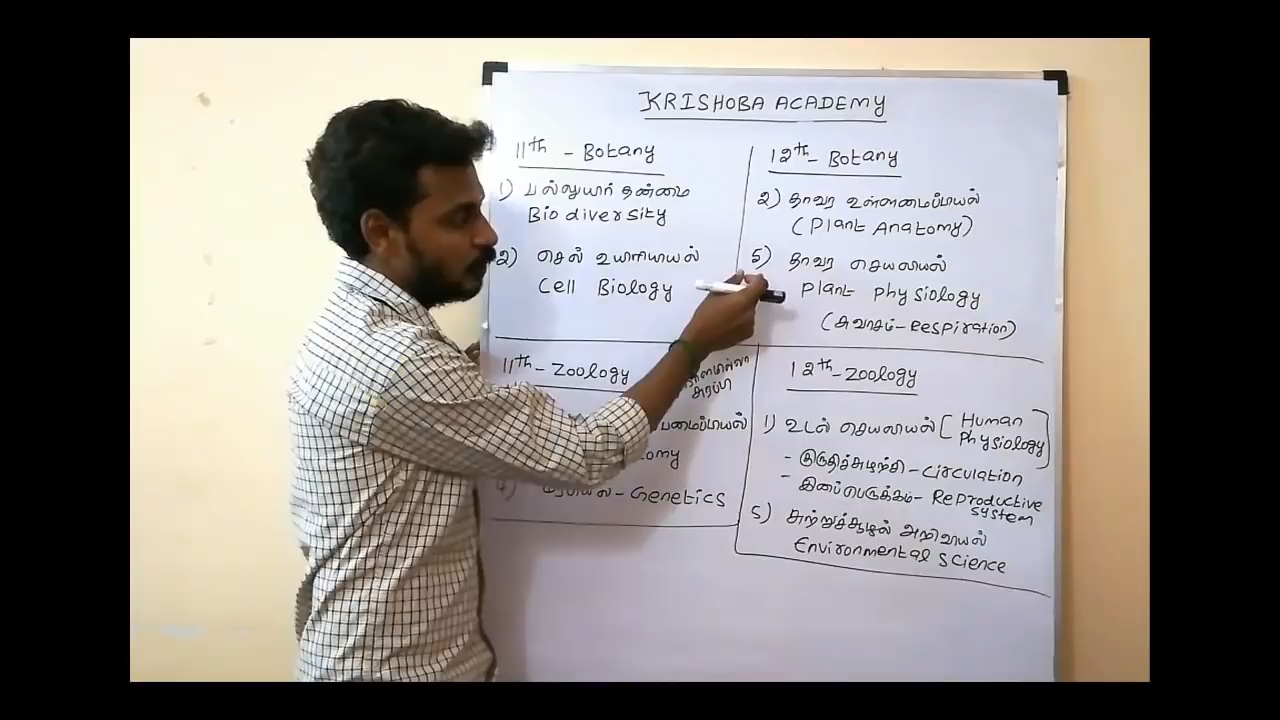 KRISHOBA ACADEMY
11th - Botany
1) பல்லுயிர் தன்மை
Bio diversity
2) செல் உயிரியியல்
Cell Biology
12th - Botany
2) தாவர உள்ளமைப்பியல்
(Plant Anatomy)
5) தாவர செயலியல்
Plant Physiology
(சுவாசம் - Respiration)
11th - Zoology
- Genetics
12th - Zoology
1) உடல் செயலியல் [Human Physiology]
- குருதிச்சுழற்சி - Circulation
- இனப்பெருக்கம் - Reproductive System
5) சுற்றுச்சூழல் அறிவியல்
Environmental Science